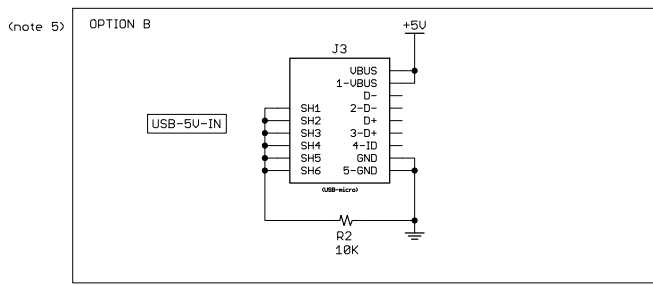 (note 5)
OPTION B
+5V
J3
VBUS
1-VBUS
D-
SH1 2-D-
SH2 D+
USB-5V-IN
SH3 3-D+
SH4 4-ID
SH5 GND
SH6 5-GND
(USB-micro)
R2
10K